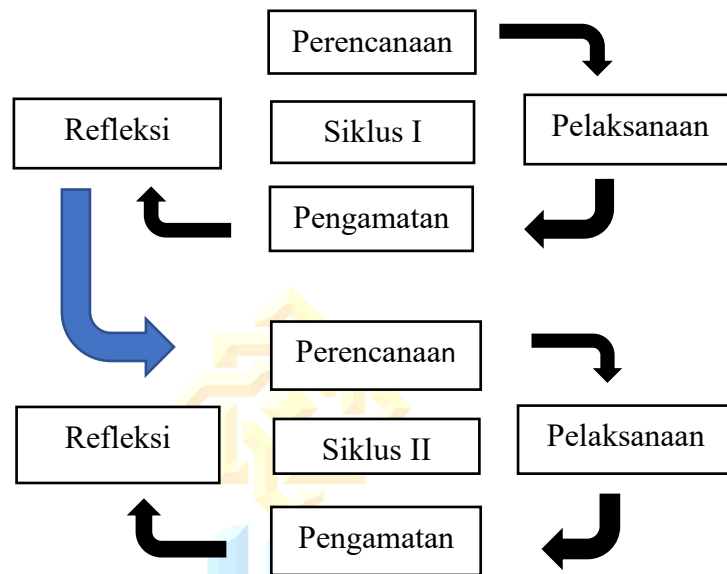 Perencanaan
Refleksi
Siklus I
Pelaksanaan
Pengamatan
Perencanaan
Refleksi
Siklus II
Pelaksanaan
Pengamatan